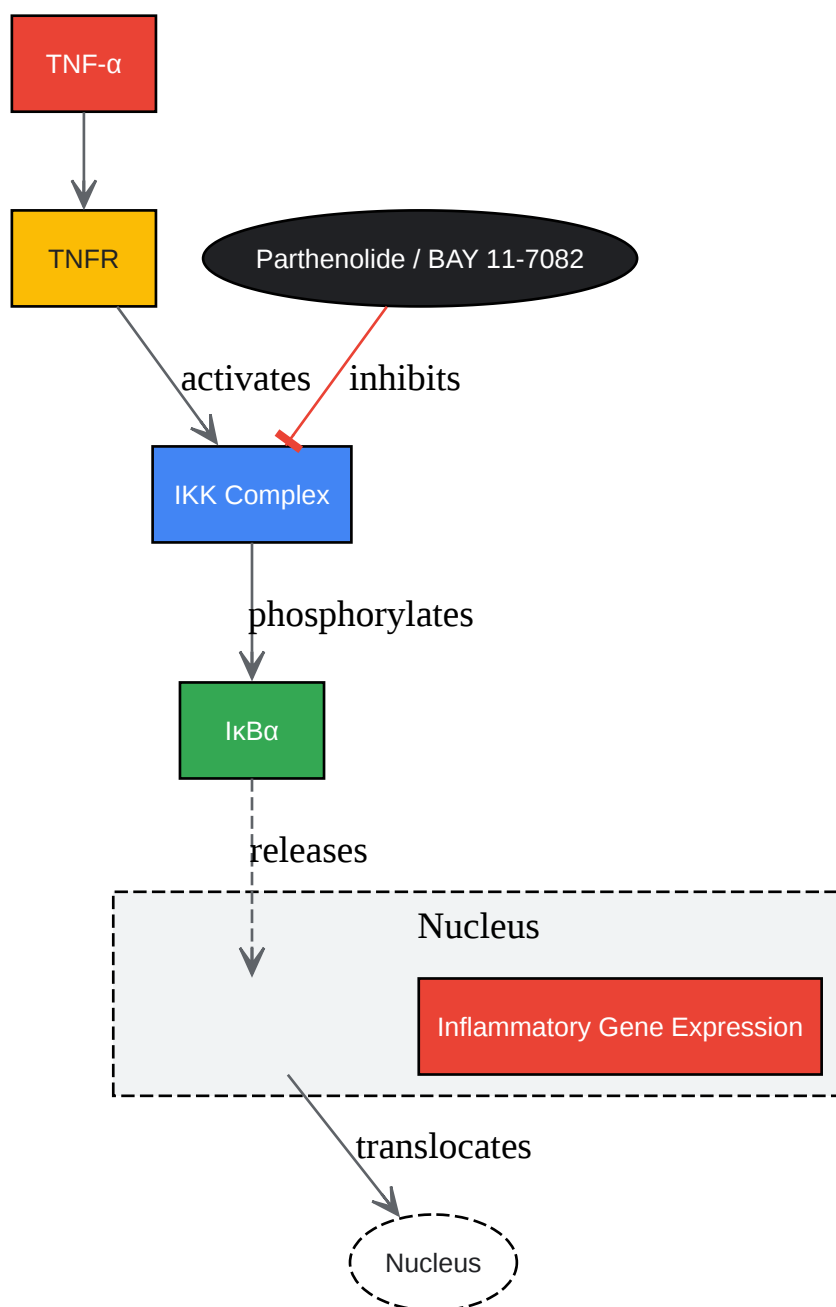 TNF-α
TNFR
Parthenolide / BAY 11-7082
activates
inhibits
IKK Complex
phosphorylates
IκBα
releases
Nucleus
Inflammatory Gene Expression
translocates
Nucleus